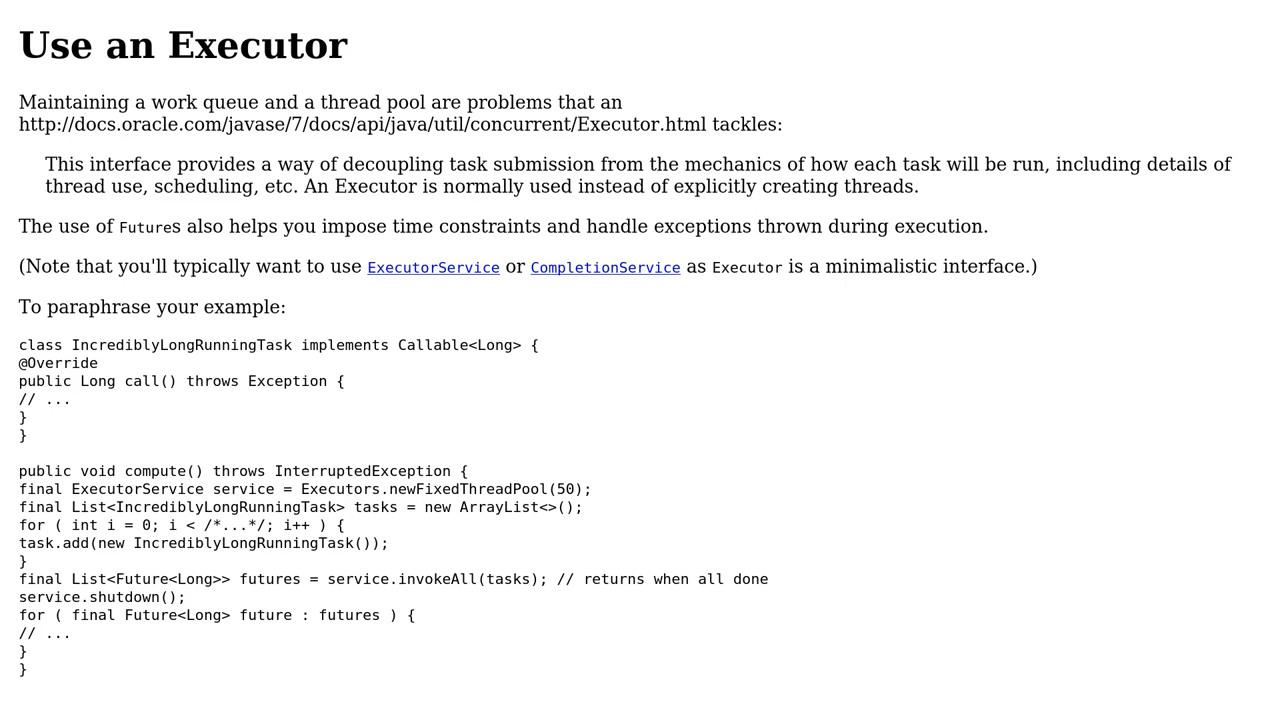 Use an Executor
Maintaining a work queue and a thread pool are problems that an
http://docs.oracle.com/javase/7/docs/api/java/util/concurrent/Executor.html tackles:
This interface provides a way of decoupling task submission from the mechanics of how each task will be run, including details of
thread use, scheduling, etc. An Executor is normally used instead of explicitly creating threads.
The use of Futures also helps you impose time constraints and handle exceptions thrown during execution.
(Note that you'll typically want to use ExecutorService or CompletionService as Executor is a minimalistic interface.)
To paraphrase your example:
class IncrediblyLongRunningTask implements Callable<Long> {
@Override
public Long call() throws Exception {
// ...
}
}
public void compute() throws InterruptedException {
final ExecutorService service = Executors.newFixedThreadPool(50);
final List<IncrediblyLongRunningTask> tasks = new ArrayList<>();
for ( int i = 0; i < /*...*/; i++ ) {
task.add(new IncrediblyLongRunningTask());
}
final List<Future<Long>> futures = service.invokeAll(tasks); // returns when all done
service.shutdown();
for ( final Future<Long> future : futures ) {
// ...
}
}